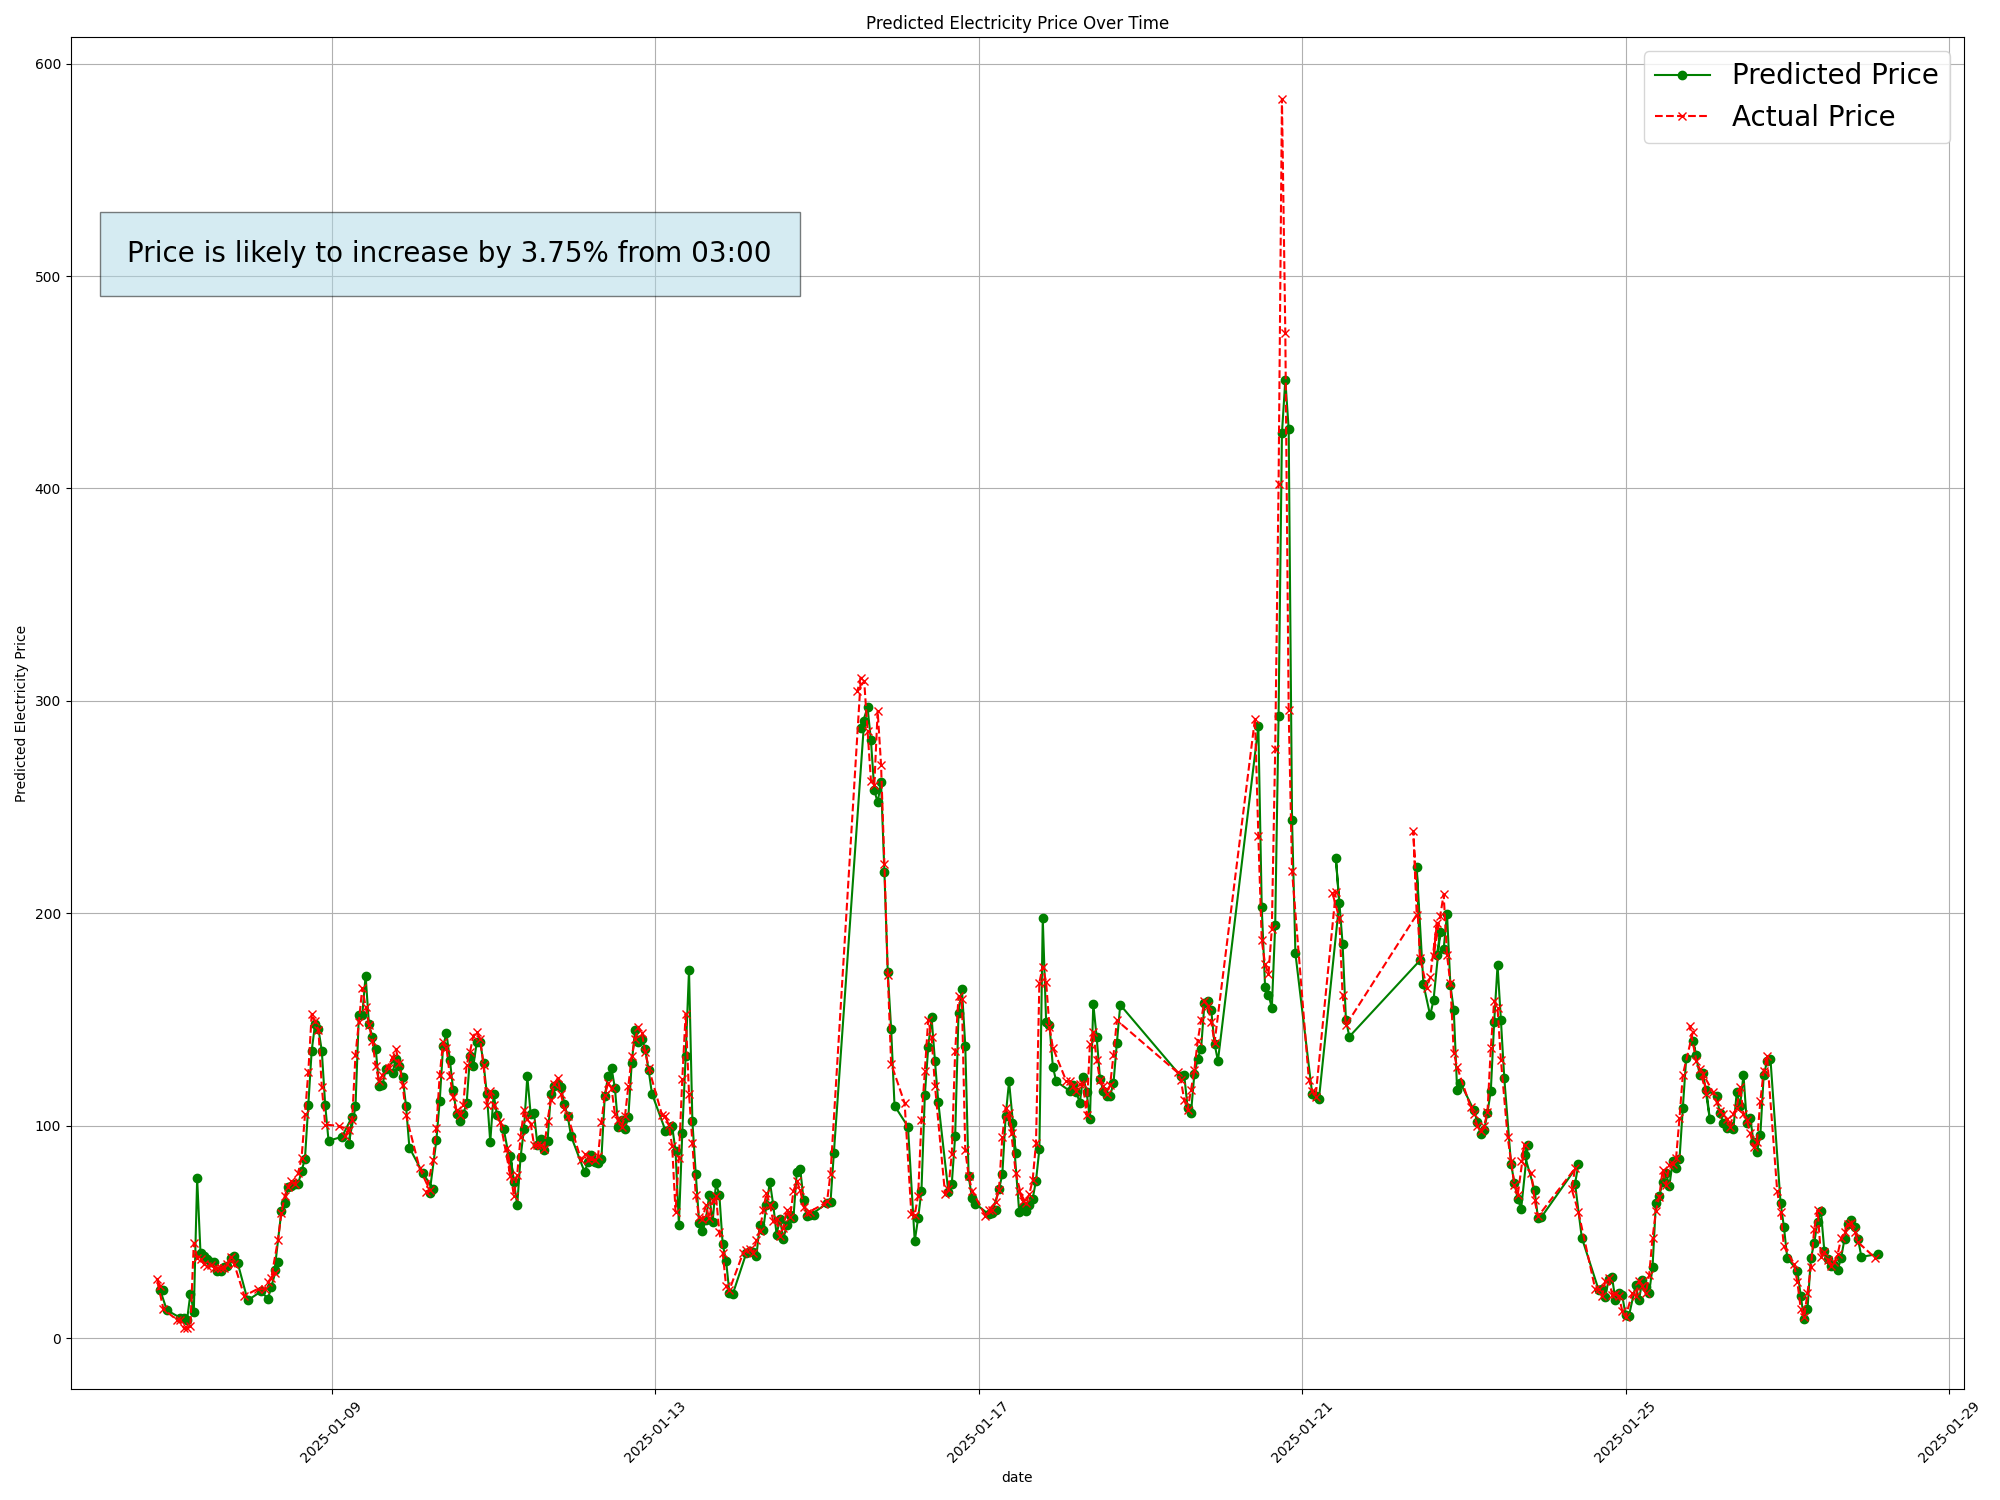 Predicted Electricity Price Over Time
Predicted Price
Actual Price
Price is likely to increase by 3.75% from 03:00
Predicted Electricity Price
600
500
400
300
200
100
0
2025-01-09
2025-01-13
2025-01-17
2025-01-21
2025-01-25
2025-01-29
date